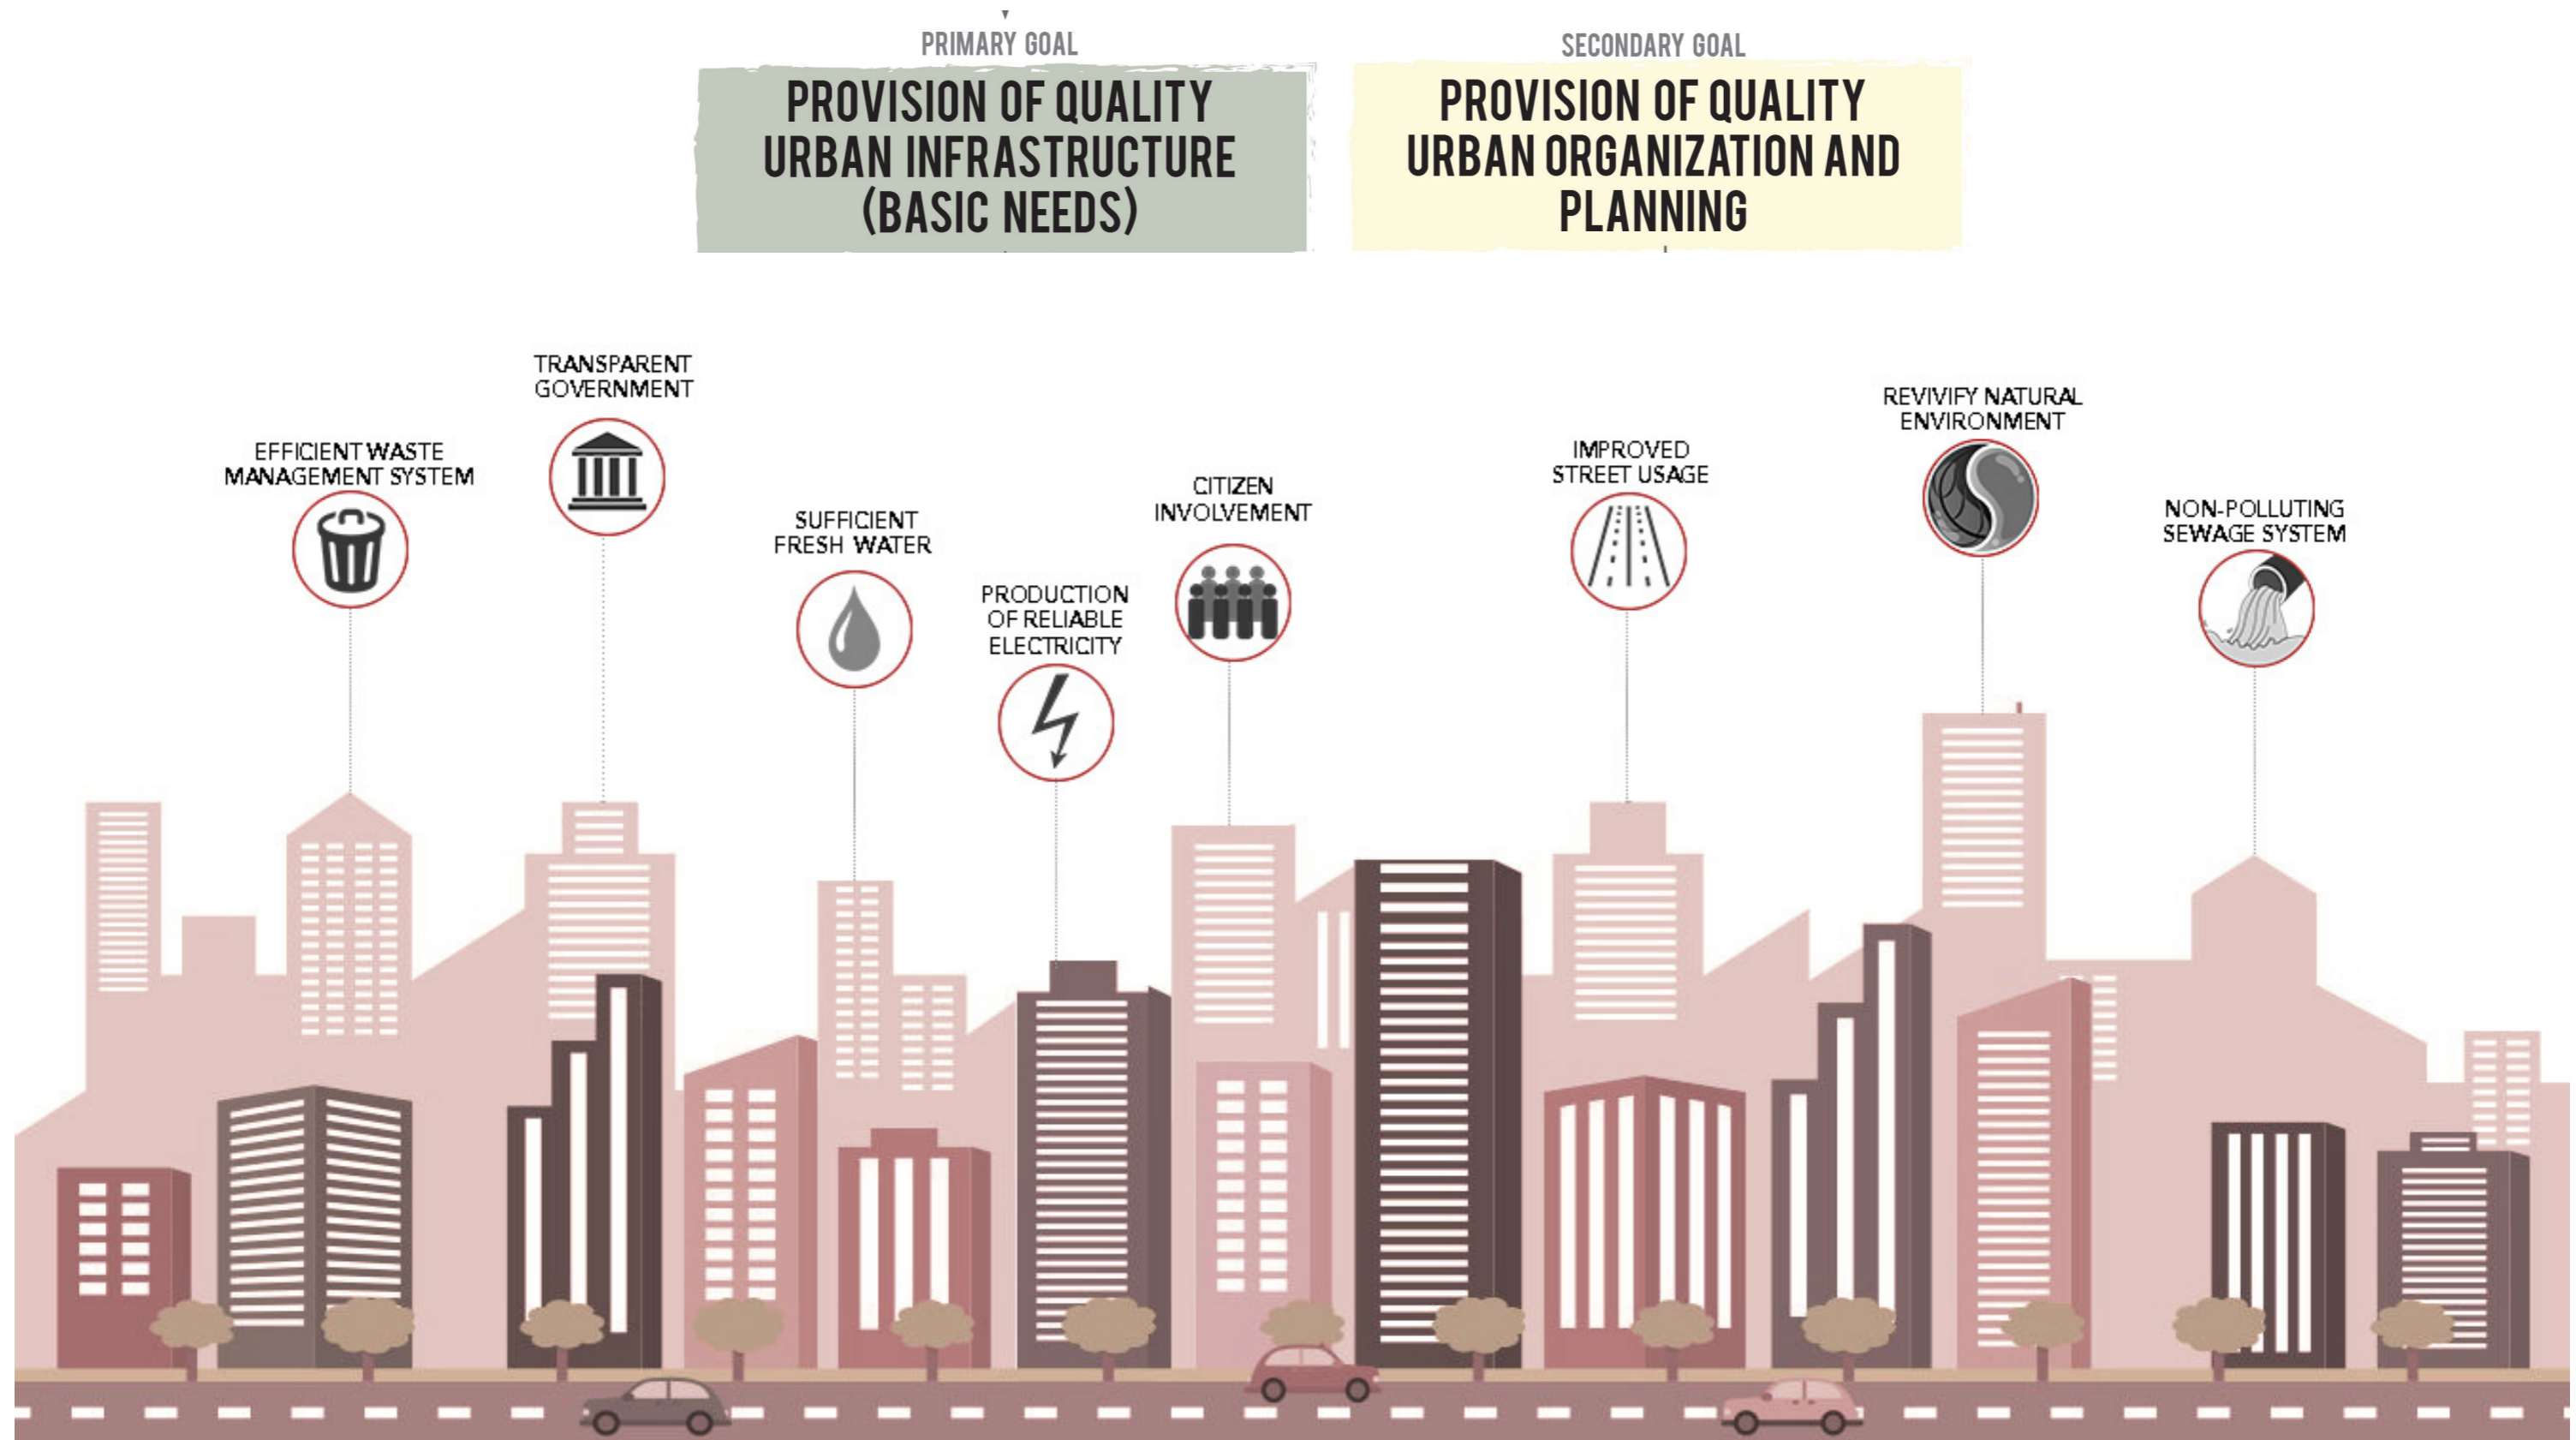 PRIMARY GOAL
PROVISION OF QUALITY
URBAN INFRASTRUCTURE
(BASIC NEEDS)
SECONDARY GOAL
PROVISION OF QUALITY
URBAN ORGANIZATION AND
PLANNING
EFFICIENT WASTE
MANAGEMENT SYSTEM
TRANSPARENT
GOVERNMENT
SUFFICIENT
FRESH WATER
PRODUCTION
OF RELIABLE
ELECTRICITY
CITIZEN
INVOLVEMENT
IMPROVED
STREET USAGE
REVIVIFY NATURAL
ENVIRONMENT
NON-POLLUTING
SEWAGE SYSTEM